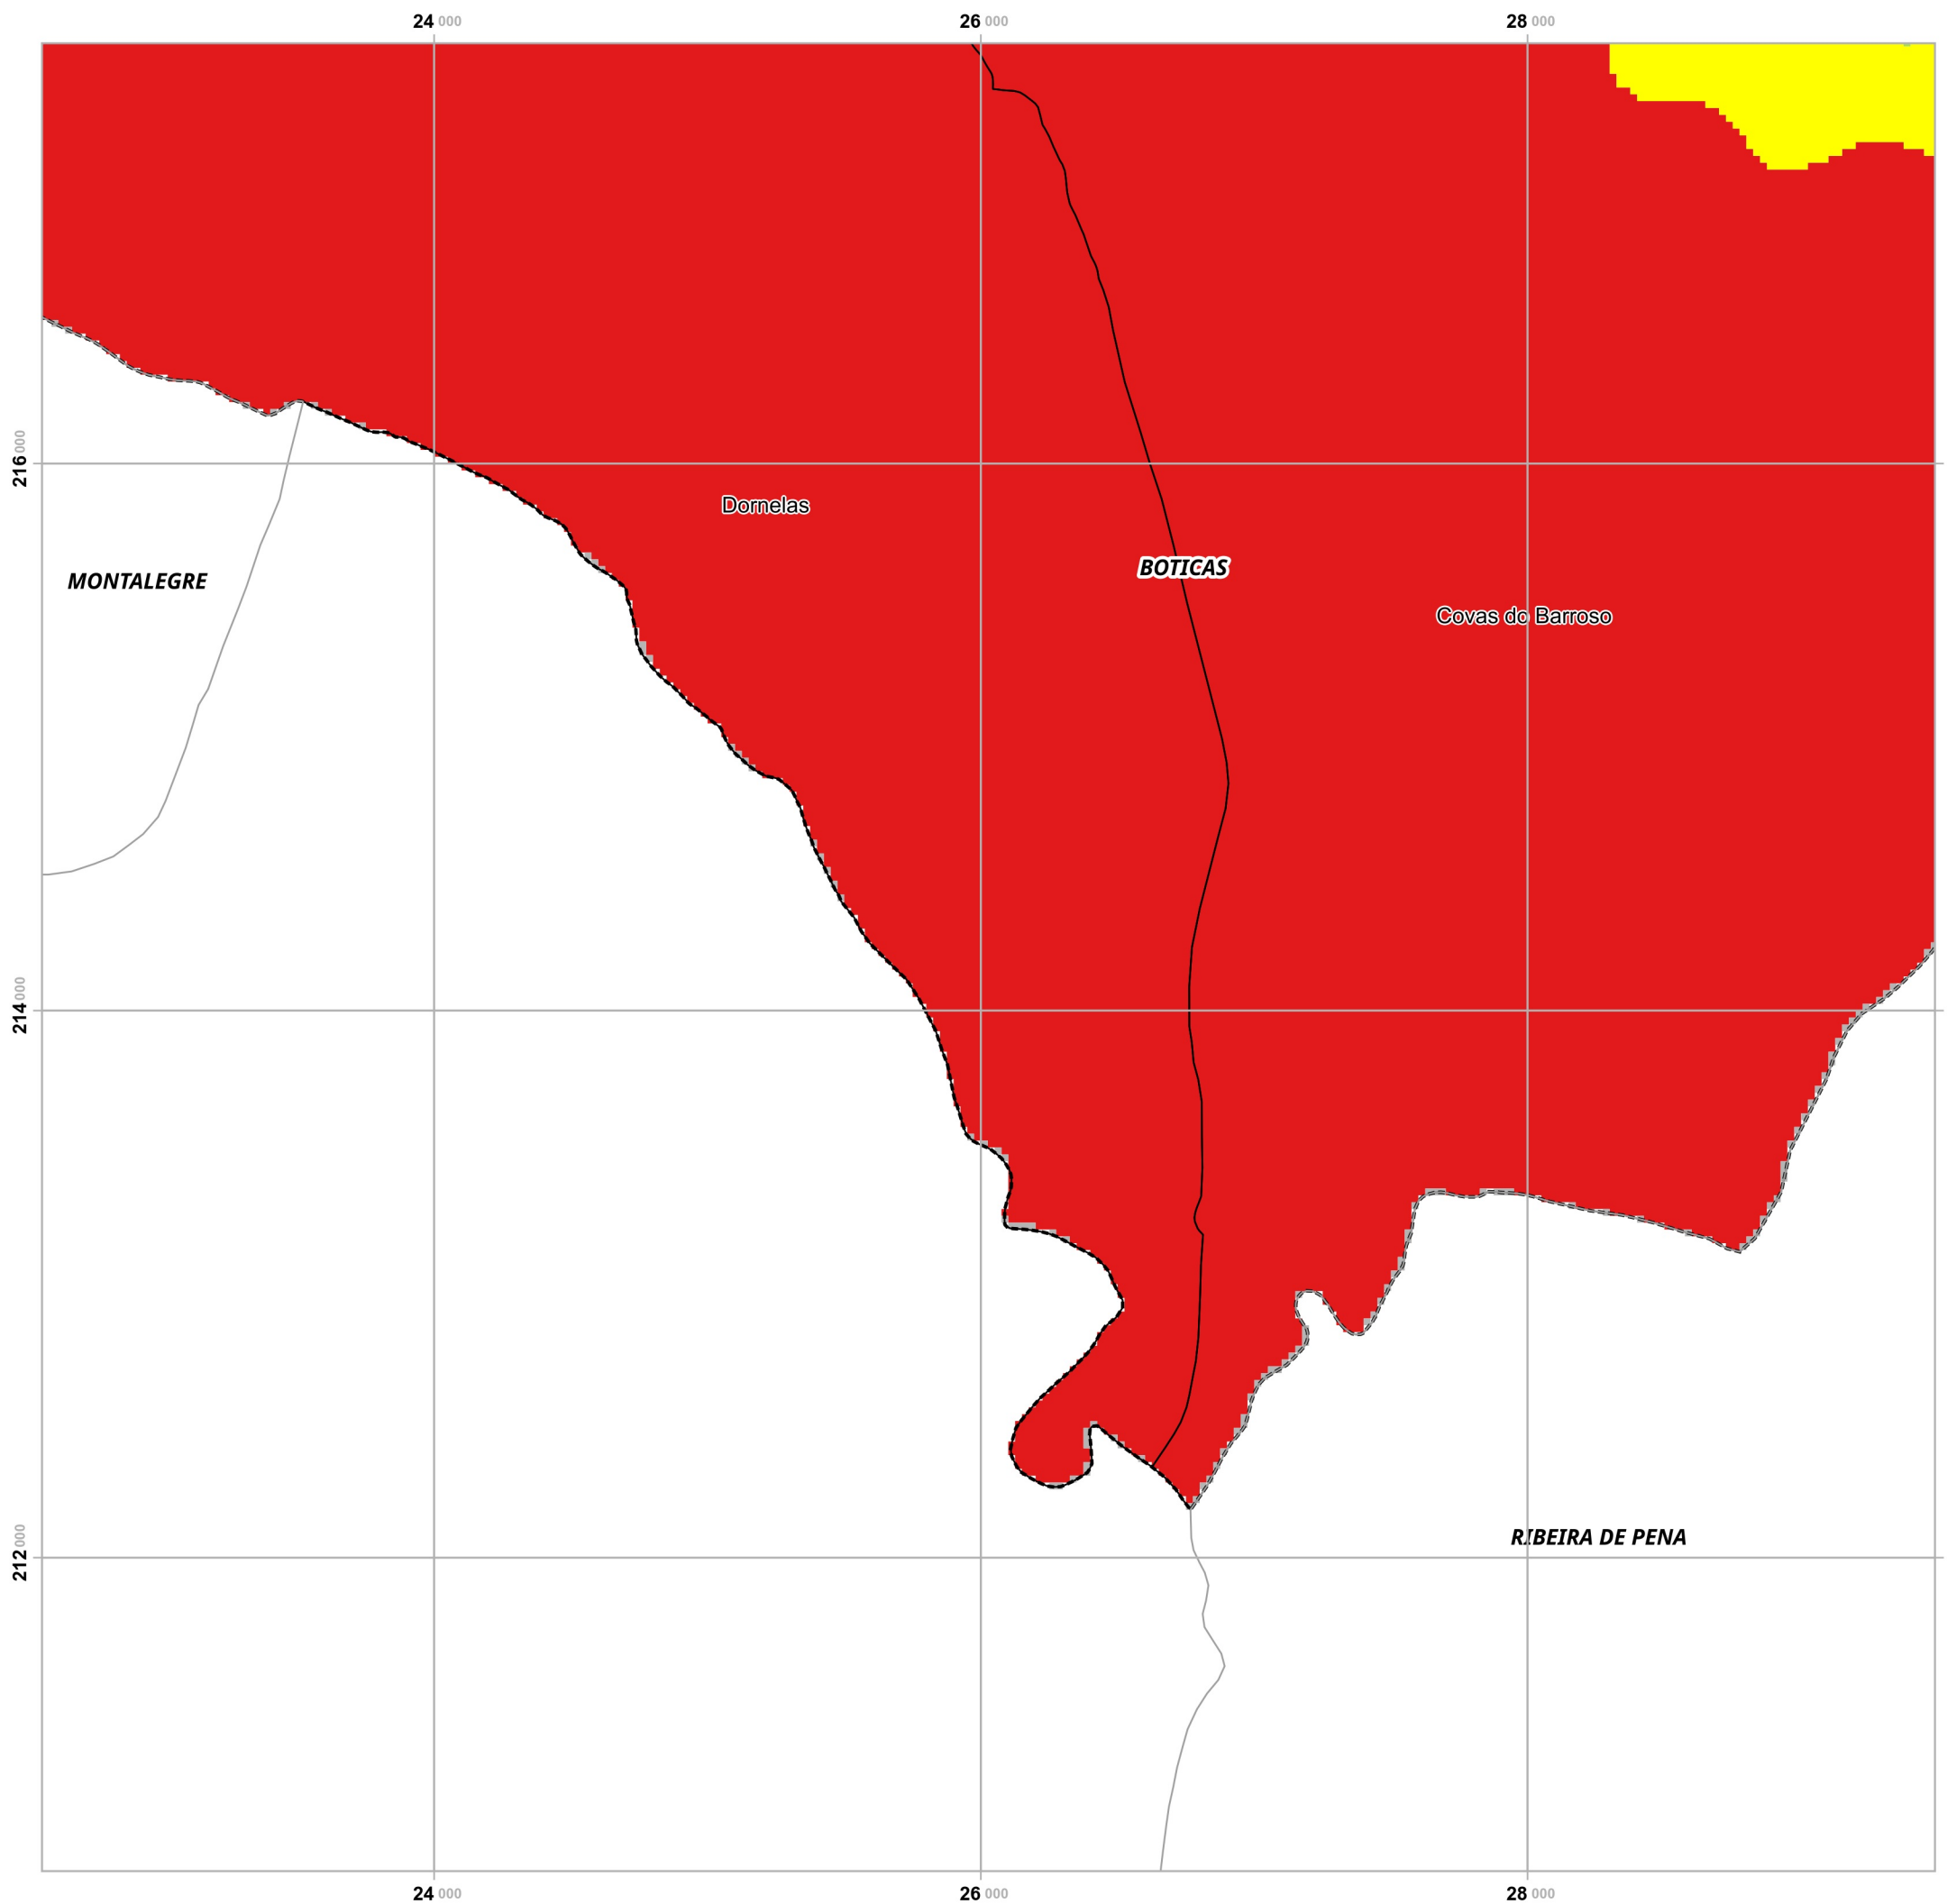 24 000
26 000
28 000
216 000
Dornelas
BOTICAS
MONTALEGRE
Covas do Barroso
214 000
RIBEIRA DE PENA
212 000
24 000
26 000
28 000